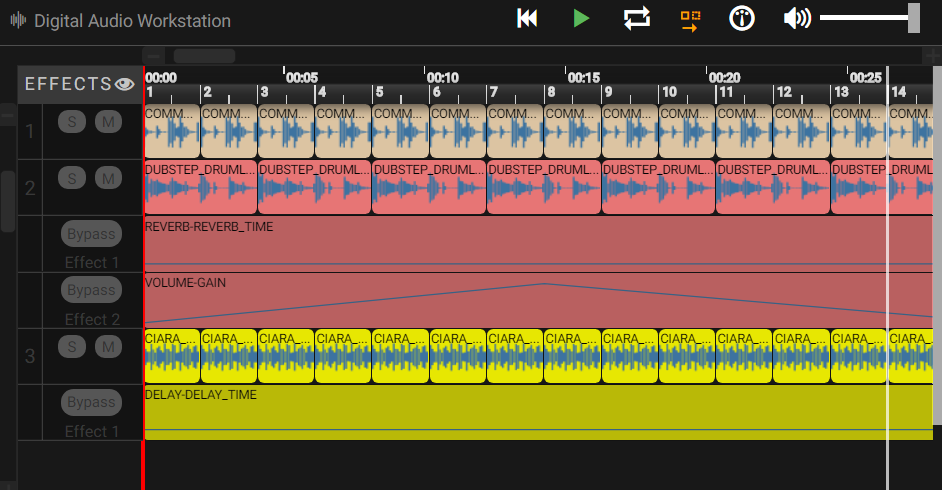 Digital Audio Workstation
EFFECTS
00:00 00:05 00:10 00:15 00:20 00:25
1 2 3 4 5 6 7 8 9 10 11 12 13 14
1 S M
COMM... COMM... COMM... COMM... COMM... COMM... COMM... COMM... COMM... COMM... COMM... COMM... COMM... COMM...
2 S M
DUBSTEP_DRUML... DUBSTEP_DRUML... DUBSTEP_DRUML... DUBSTEP_DRUML... DUBSTEP_DRUML... DUBSTEP_DRUML... DUBSTEP_DRUML
Bypass
Effect 1
REVERB-REVERB_TIME
Bypass
Effect 2
VOLUME-GAIN
3 S M
CIARA_... CIARA_... CIARA_... CIARA_... CIARA_... CIARA_... CIARA_... CIARA_... CIARA_... CIARA_... CIARA_... CIARA_... CIARA_... CIARA_...
Bypass
Effect 1
DELAY-DELAY_TIME